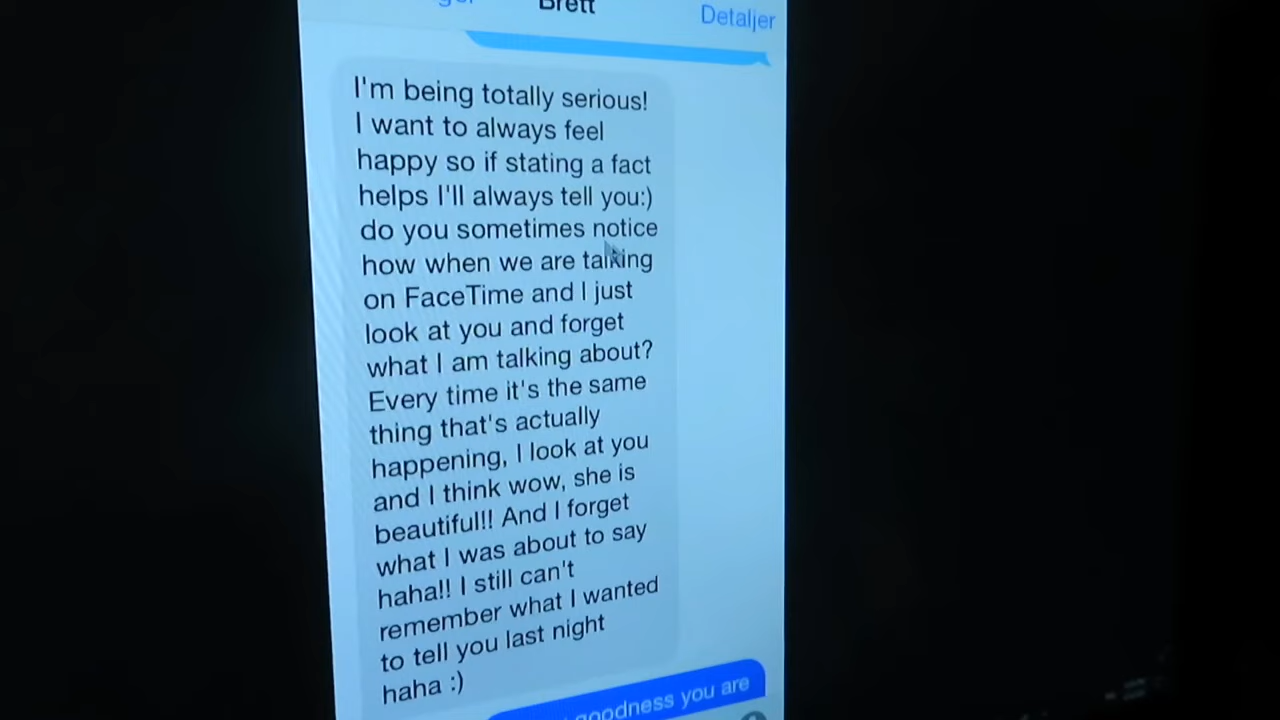 Brett
Detaljer
I'm being totally serious!
I want to always feel
happy so if stating a fact
helps I'll always tell you:)
do you sometimes notice
how when we are talking
on FaceTime and I just
look at you and forget
what I am talking about?
Every time it's the same
thing that's actually
happening, I look at you
and I think wow, she is
beautiful!! And I forget
what I was about to say
haha!! I still can't
remember what I wanted
to tell you last night
haha :)
goodness you are